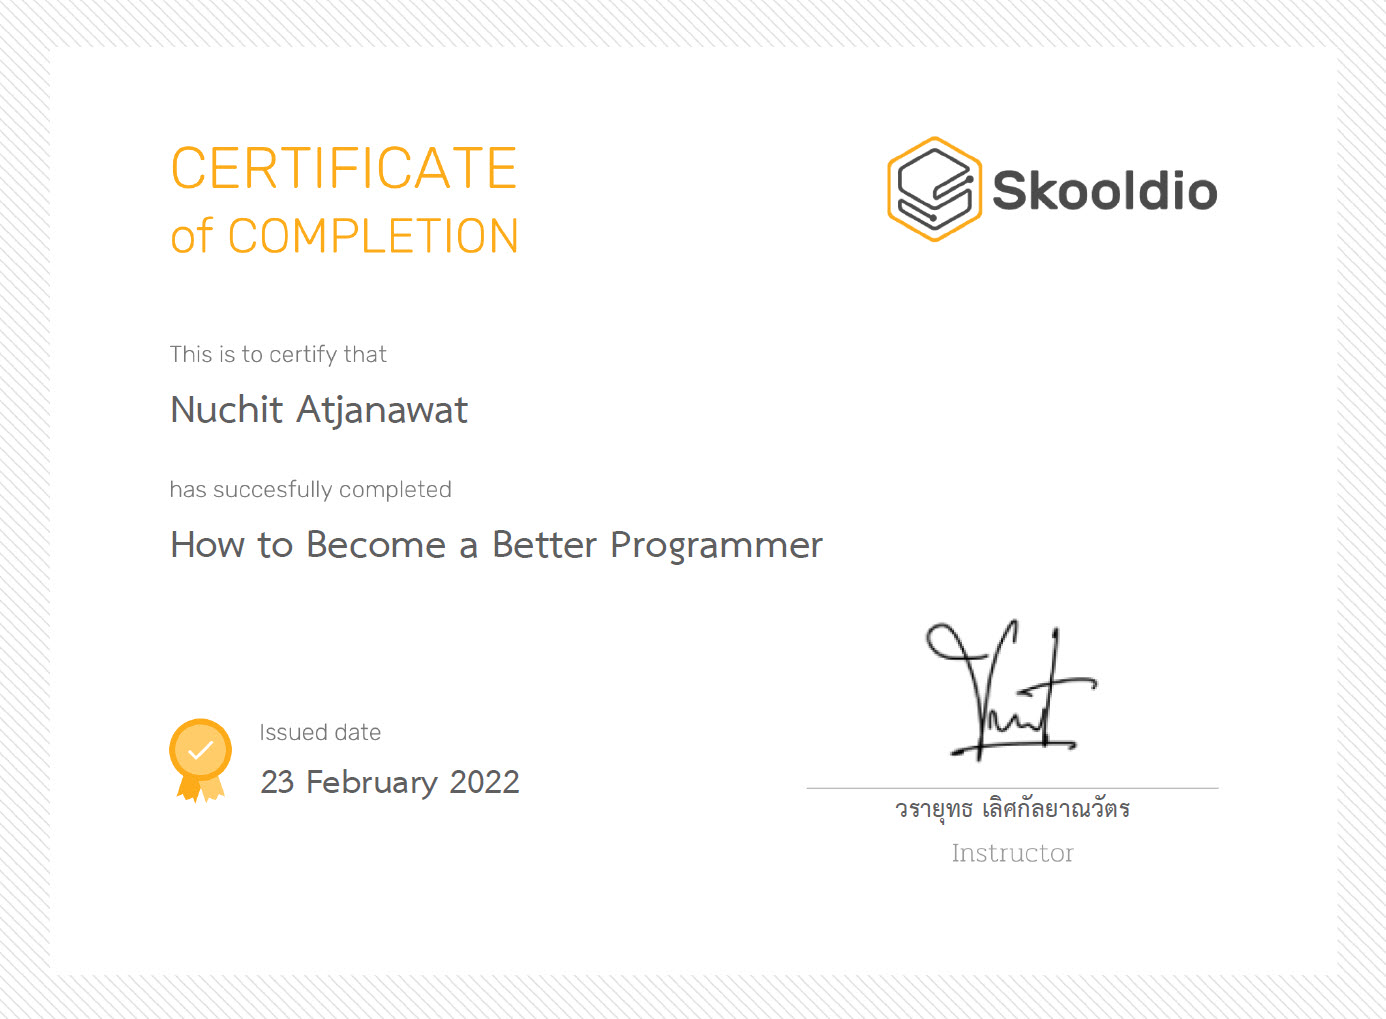 CERTIFICATE
of COMPLETION
Skooldio
This is to certify that
Nuchit Atjanawat
has succesfully completed
How to Become a Better Programmer
Issued date
23 February 2022
วรายุทธ เลิศกัลยาณวัตร
Instructor